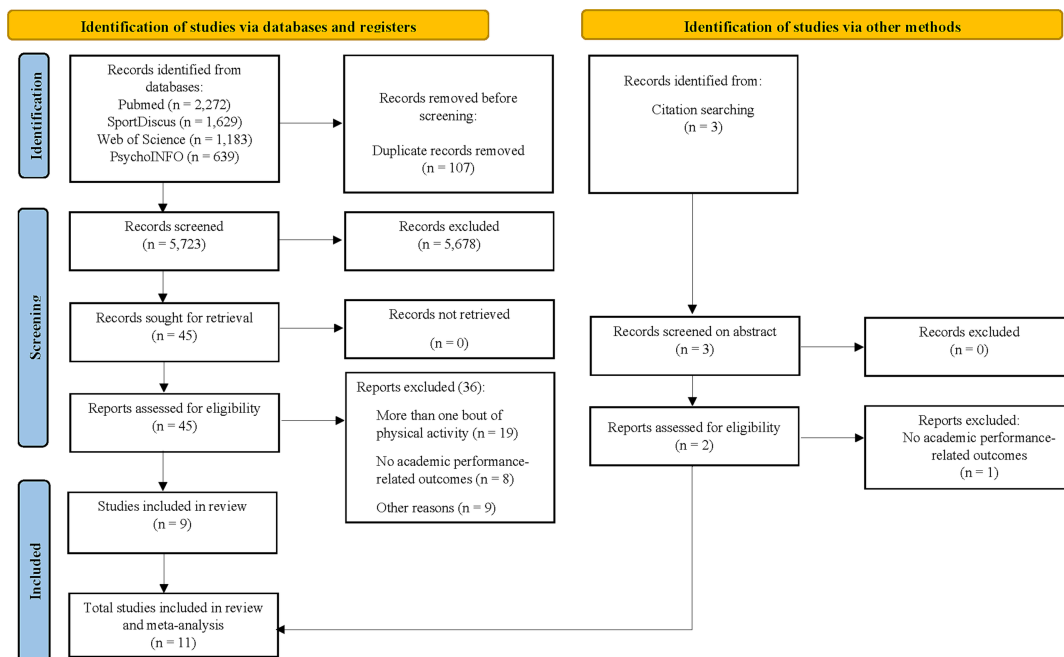 Identification of studies via databases and registers
Identification of studies via other methods
Identification
Records identified from
databases:
Pubmed (n = 2,272)
SportDiscus (n = 1,629)
Web of Science (n = 1,183)
PsychoINFO (n = 639)
Records removed before
screening:
Duplicate records removed
(n = 107)
Records identified from:
Citation searching
(n = 3)
Screening
Records screened
(n = 5,723)
Records excluded
(n = 5,678)
Records sought for retrieval
(n = 45)
Records not retrieved
(n = 0)
Records screened on abstract
(n = 3)
Records excluded
(n = 0)
Reports assessed for eligibility
(n = 45)
Reports excluded (36):
More than one bout of
physical activity (n = 19)
No academic performance-
related outcomes (n = 8)
Other reasons (n = 9)
Reports assessed for eligibility
(n = 2)
Reports excluded:
No academic performance-
related outcomes
(n = 1)
Included
Studies included in review
(n = 9)
Total studies included in review
and meta-analysis
(n = 11)